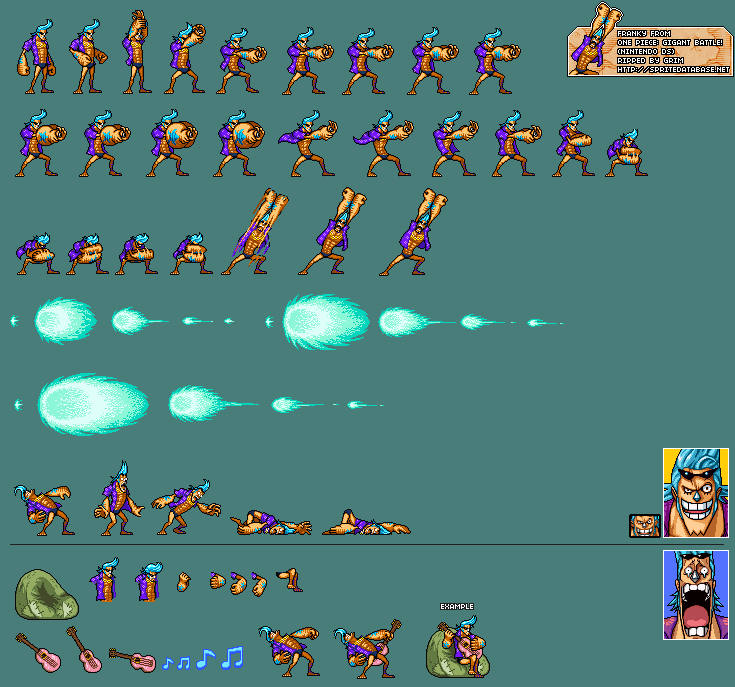 FRANKY FROM
ONE PIECE: GIGANT BATTLE!
(NINTENDO DS)
RIPPED BY GRIM
HTTP://SPRITEDATABASE.NET
EXAMPLE